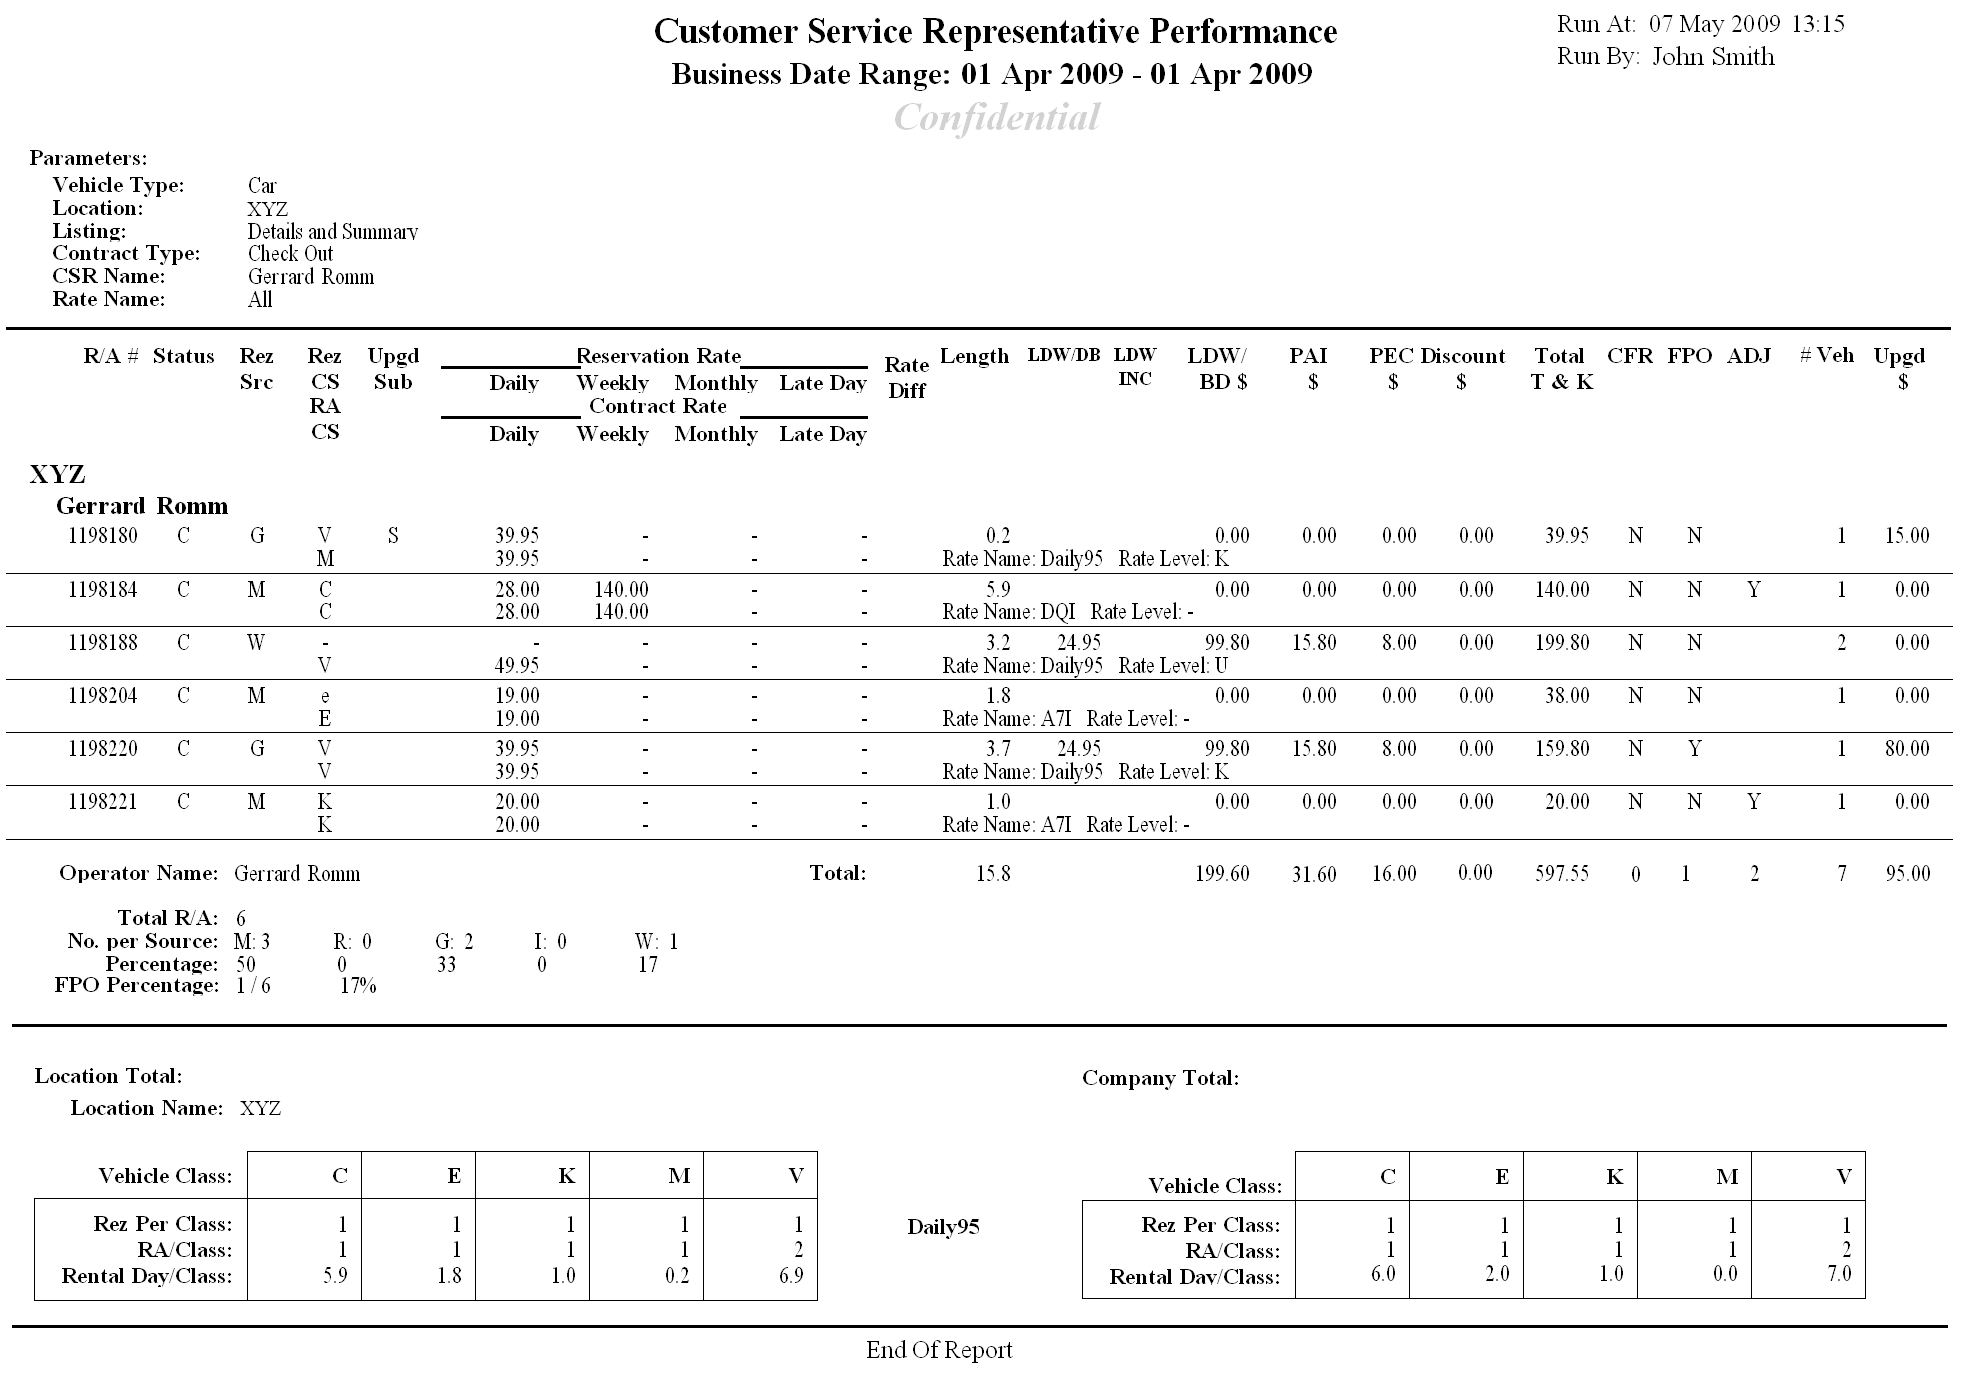 Customer Service Representative Performance
Run At: 07 May 2009 13:15
Business Date Range: 01 Apr 2009 - 01 Apr 2009
Run By: John Smith
Confidential
Parameters:
Vehicle Type: Car
Location: XYZ
Listing: Details and Summary
Contract Type: Check Out
CSR Name: Gerrard Romm
Rate Name: All
R/A # Status Rez Rez Upgd Reservation Rate Rate Length LDW/DB LDW LDW/ PAI PEC Discount Total CFR FPO ADJ # Veh Upgd
Src CS Sub Daily Weekly Monthly Late Day Diff INC BD $ $ $ $ T & K $
RA Contract Rate
CS Daily Weekly Monthly Late Day
XYZ
Gerrard Romm
1198180 C G V S 39.95 - - - 0.2 0.00 0.00 0.00 0.00 39.95 N N 1 15.00
M 39.95 - - - Rate Name: Daily95 Rate Level: K
1198184 C M C 28.00 140.00 - - 5.9 0.00 0.00 0.00 0.00 140.00 N N Y 1 0.00
C 28.00 140.00 - - Rate Name: DQI Rate Level: -
1198188 C W - - - - - 3.2 24.95 99.80 15.80 8.00 0.00 199.80 N N 2 0.00
V 49.95 - - - Rate Name: Daily95 Rate Level: U
1198204 C M e 19.00 - - - 1.8 0.00 0.00 0.00 0.00 38.00 N N 1 0.00
E 19.00 - - - Rate Name: A7I Rate Level: -
1198220 C G V 39.95 - - - 3.7 24.95 99.80 15.80 8.00 0.00 159.80 N Y 1 80.00
V 39.95 - - - Rate Name: Daily95 Rate Level: K
1198221 C M K 20.00 - - - 1.0 0.00 0.00 0.00 0.00 20.00 N N Y 1 0.00
K 20.00 - - - Rate Name: A7I Rate Level: -
Operator Name: Gerrard Romm Total: 15.8 199.60 31.60 16.00 0.00 597.55 0 1 2 7 95.00
Total R/A: 6
No. per Source: M: 3 R: 0 G: 2 I: 0 W: 1
Percentage: 50 0 33 0 17
FPO Percentage: 1 / 6 17%
Location Total:
Location Name: XYZ
Vehicle Class: C E K M V
Rez Per Class: 1 1 1 1 1
RA/Class: 1 1 1 1 2
Rental Day/Class: 5.9 1.8 1.0 0.2 6.9
Daily95
Company Total:
Vehicle Class: C E K M V
Rez Per Class: 1 1 1 1 1
RA/Class: 1 1 1 1 2
Rental Day/Class: 6.0 2.0 1.0 0.0 7.0
End Of Report